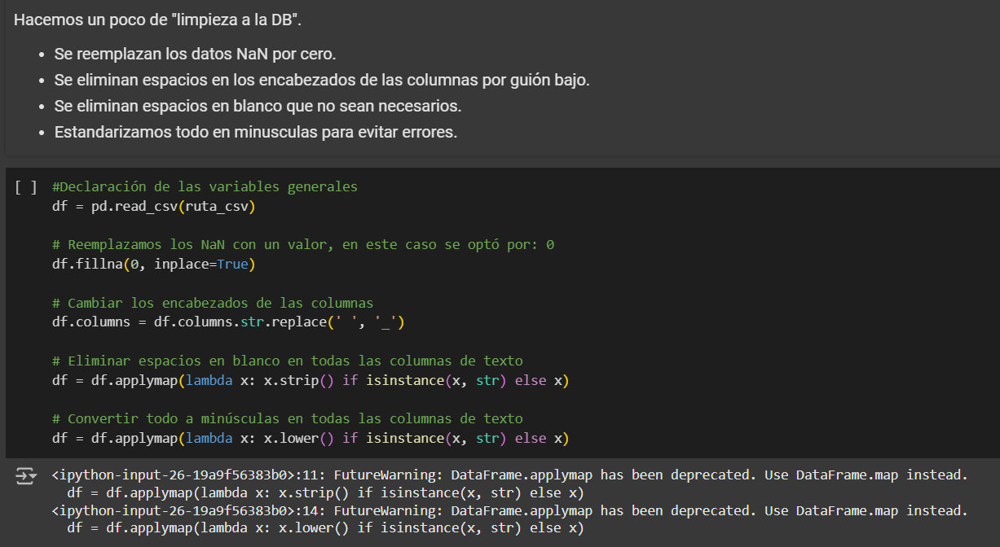 Hacemos un poco de "limpieza a la DB".
• Se reemplazan los datos NaN por cero.
• Se eliminan espacios en los encabezados de las columnas por guión bajo.
• Se eliminan espacios en blanco que no sean necesarios.
• Estandarizamos todo en minusculas para evitar errores.
[ ] #Declaración de las variables generales
df = pd.read_csv(ruta_csv)
# Reemplazamos los NaN con un valor, en este caso se optó por: 0
df.fillna(0, inplace=True)
# Cambiar los encabezados de las columnas
df.columns = df.columns.str.replace(' ', '_')
# Eliminar espacios en blanco en todas las columnas de texto
df = df.applymap(lambda x: x.strip() if isinstance(x, str) else x)
# Convertir todo a minúsculas en todas las columnas de texto
df = df.applymap(lambda x: x.lower() if isinstance(x, str) else x)
<ipython-input-26-19a9f56383b0>:11: FutureWarning: DataFrame.applymap has been deprecated. Use DataFrame.map instead.
df = df.applymap(lambda x: x.strip() if isinstance(x, str) else x)
<ipython-input-26-19a9f56383b0>:14: FutureWarning: DataFrame.applymap has been deprecated. Use DataFrame.map instead.
df = df.applymap(lambda x: x.lower() if isinstance(x, str) else x)